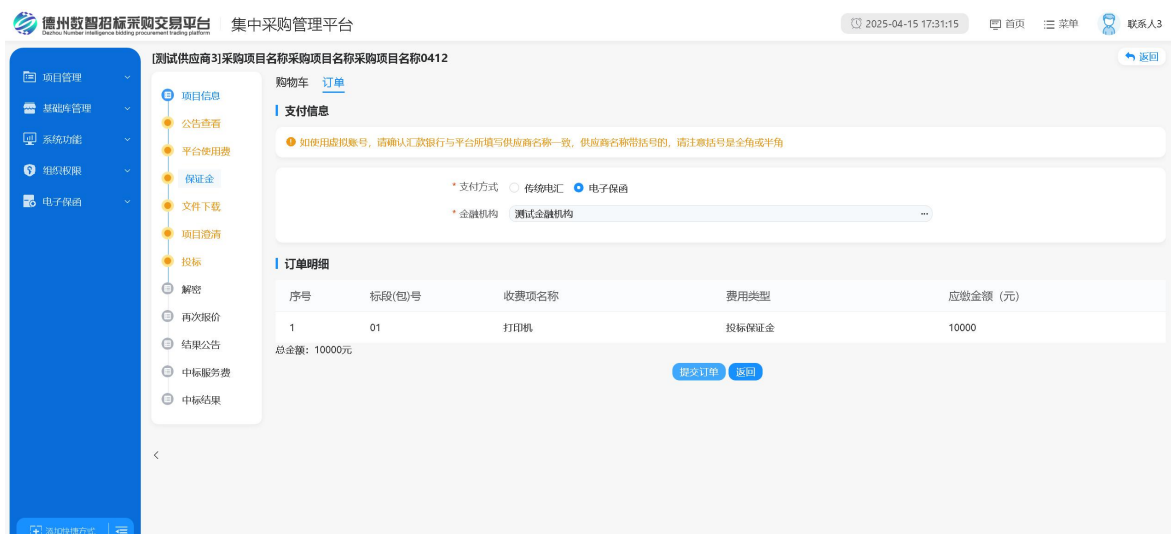 德州数智招标采购交易平台 集中采购管理平台 2025-04-15 17:31:15 首页 菜单 联系人3
Dezhou Number intelligence bidding procurement trading platform
[测试供应商3]采购项目名称采购项目名称采购项目名称0412 返回
项目管理
基础库管理
系统功能
组织权限
电子保函
添加快捷方式
项目信息
公告查看
平台使用费
保证金
文件下载
项目澄清
投标
解密
再次报价
结果公告
中标服务费
中标结果
购物车 订单
支付信息
如使用虚拟账号,请确认汇款银行与平台所填写供应商名称一致,供应商名称带括号的,请注意括号是全角或半角
* 支付方式 传统电汇 电子保函
* 金融机构 测试金融机构 ...
订单明细
序号 标段(包)号 收费项名称 费用类型 应缴金额(元)
1 01 打印机 投标保证金 10000
总金额:10000元
提交订单 返回